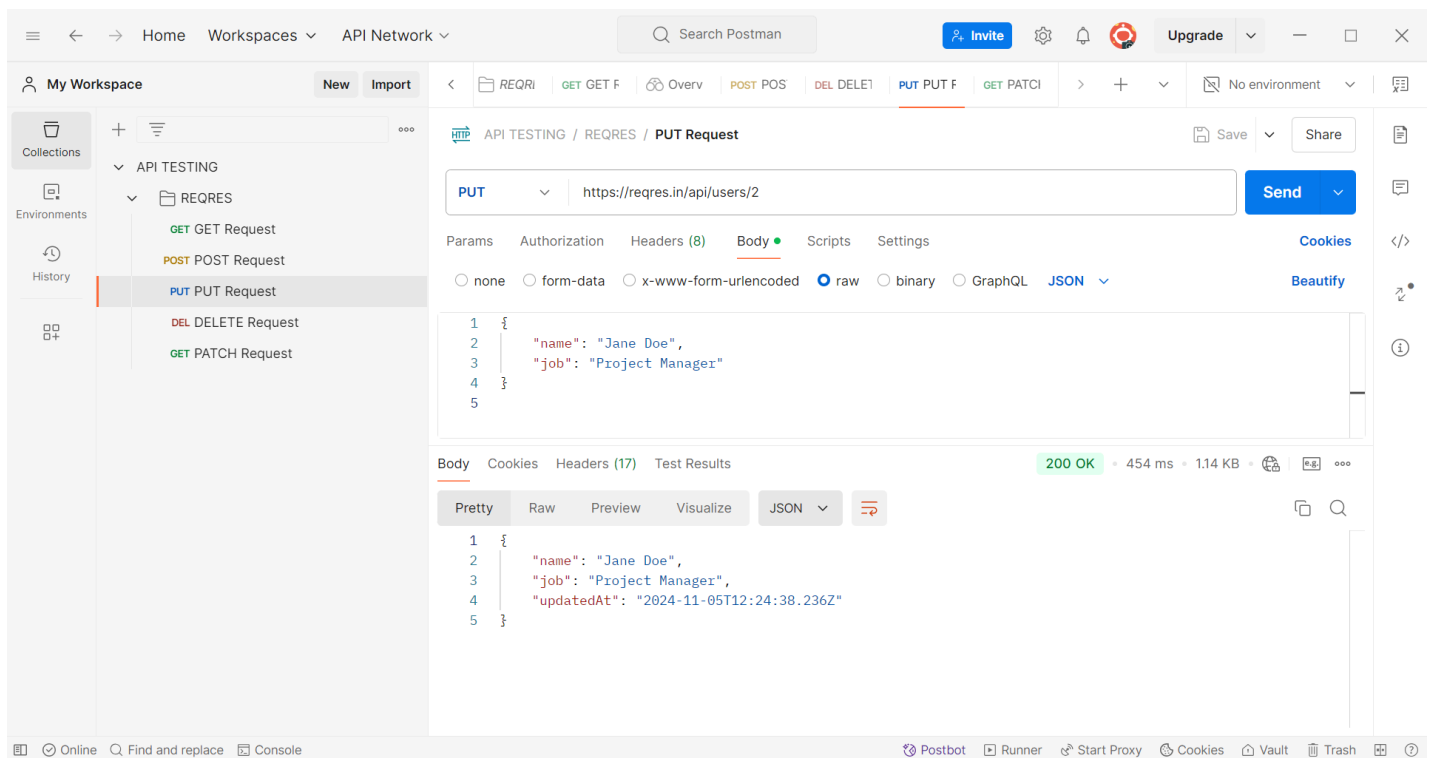 Home Workspaces API Network Search Postman Invite Upgrade
My Workspace New Import REQRI GET GET F Overv POST POS DEL DELET PUT PUT F GET PATCI No environment
Collections
Environments
History
API TESTING
REQRES
GET GET Request
POST POST Request
PUT PUT Request
DEL DELETE Request
GET PATCH Request
HTTP API TESTING / REQRES / PUT Request Save Share
PUT https://reqres.in/api/users/2 Send
Params Authorization Headers (8) Body Scripts Settings Cookies
none form-data x-www-form-urlencoded raw binary GraphQL JSON Beautify
1 {
2 "name": "Jane Doe",
3 "job": "Project Manager"
4 }
5
Body Cookies Headers (17) Test Results 200 OK 454 ms 1.14 KB e.g.
Pretty Raw Preview Visualize JSON
1 {
2 "name": "Jane Doe",
3 "job": "Project Manager",
4 "updatedAt": "2024-11-05T12:24:38.236Z"
5 }
Online Find and replace Console Postbot Runner Start Proxy Cookies Vault Trash